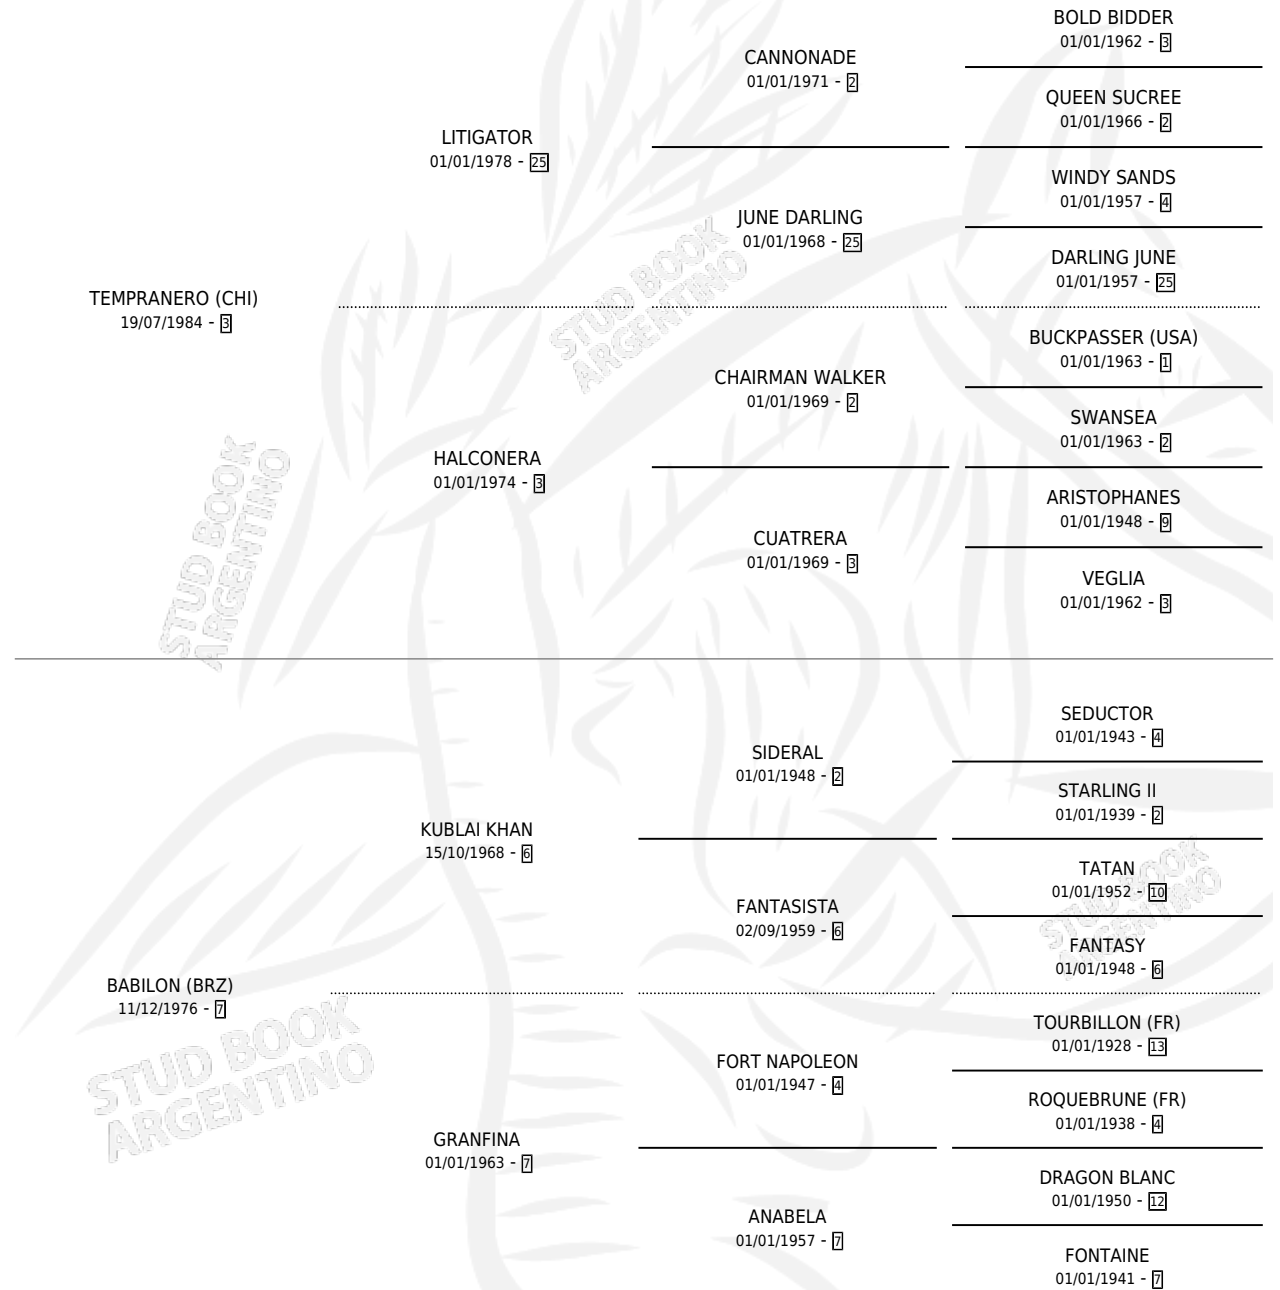 BOLD BIDDER
01/01/1962 - 3
CANNONADE
01/01/1971 - 2
QUEEN SUCREE
01/01/1966 - 2
LITIGATOR
01/01/1978 - 25
WINDY SANDS
01/01/1957 - 4
JUNE DARLING
01/01/1968 - 25
DARLING JUNE
01/01/1957 - 25
TEMPRANERO (CHI)
19/07/1984 - 3
STUD BOOK
ARGENTINO
BUCKPASSER (USA)
01/01/1963 - 1
CHAIRMAN WALKER
01/01/1969 - 2
SWANSEA
01/01/1963 - 2
HALCONERA
01/01/1974 - 3
ARISTOPHANES
01/01/1948 - 9
CUATRERA
01/01/1969 - 3
VEGLIA
01/01/1962 - 3
STUD BOOK
ARGENTINO
SEDUCTOR
01/01/1943 - 4
SIDERAL
01/01/1948 - 2
STARLING II
01/01/1939 - 2
KUBLAI KHAN
15/10/1968 - 6
TATAN
01/01/1952 - 10
FANTASISTA
02/09/1959 - 6
STUD BOOK
ARGENTINO
FANTASY
01/01/1948 - 6
BABILON (BRZ)
11/12/1976 - 7
STUD BOOK
ARGENTINO
TOURBILLON (FR)
01/01/1928 - 13
FORT NAPOLEON
01/01/1947 - 4
ROQUEBRUNE (FR)
01/01/1938 - 4
GRANFINA
01/01/1963 - 7
DRAGON BLANC
01/01/1950 - 12
ANABELA
01/01/1957 - 7
FONTAINE
01/01/1941 - 7